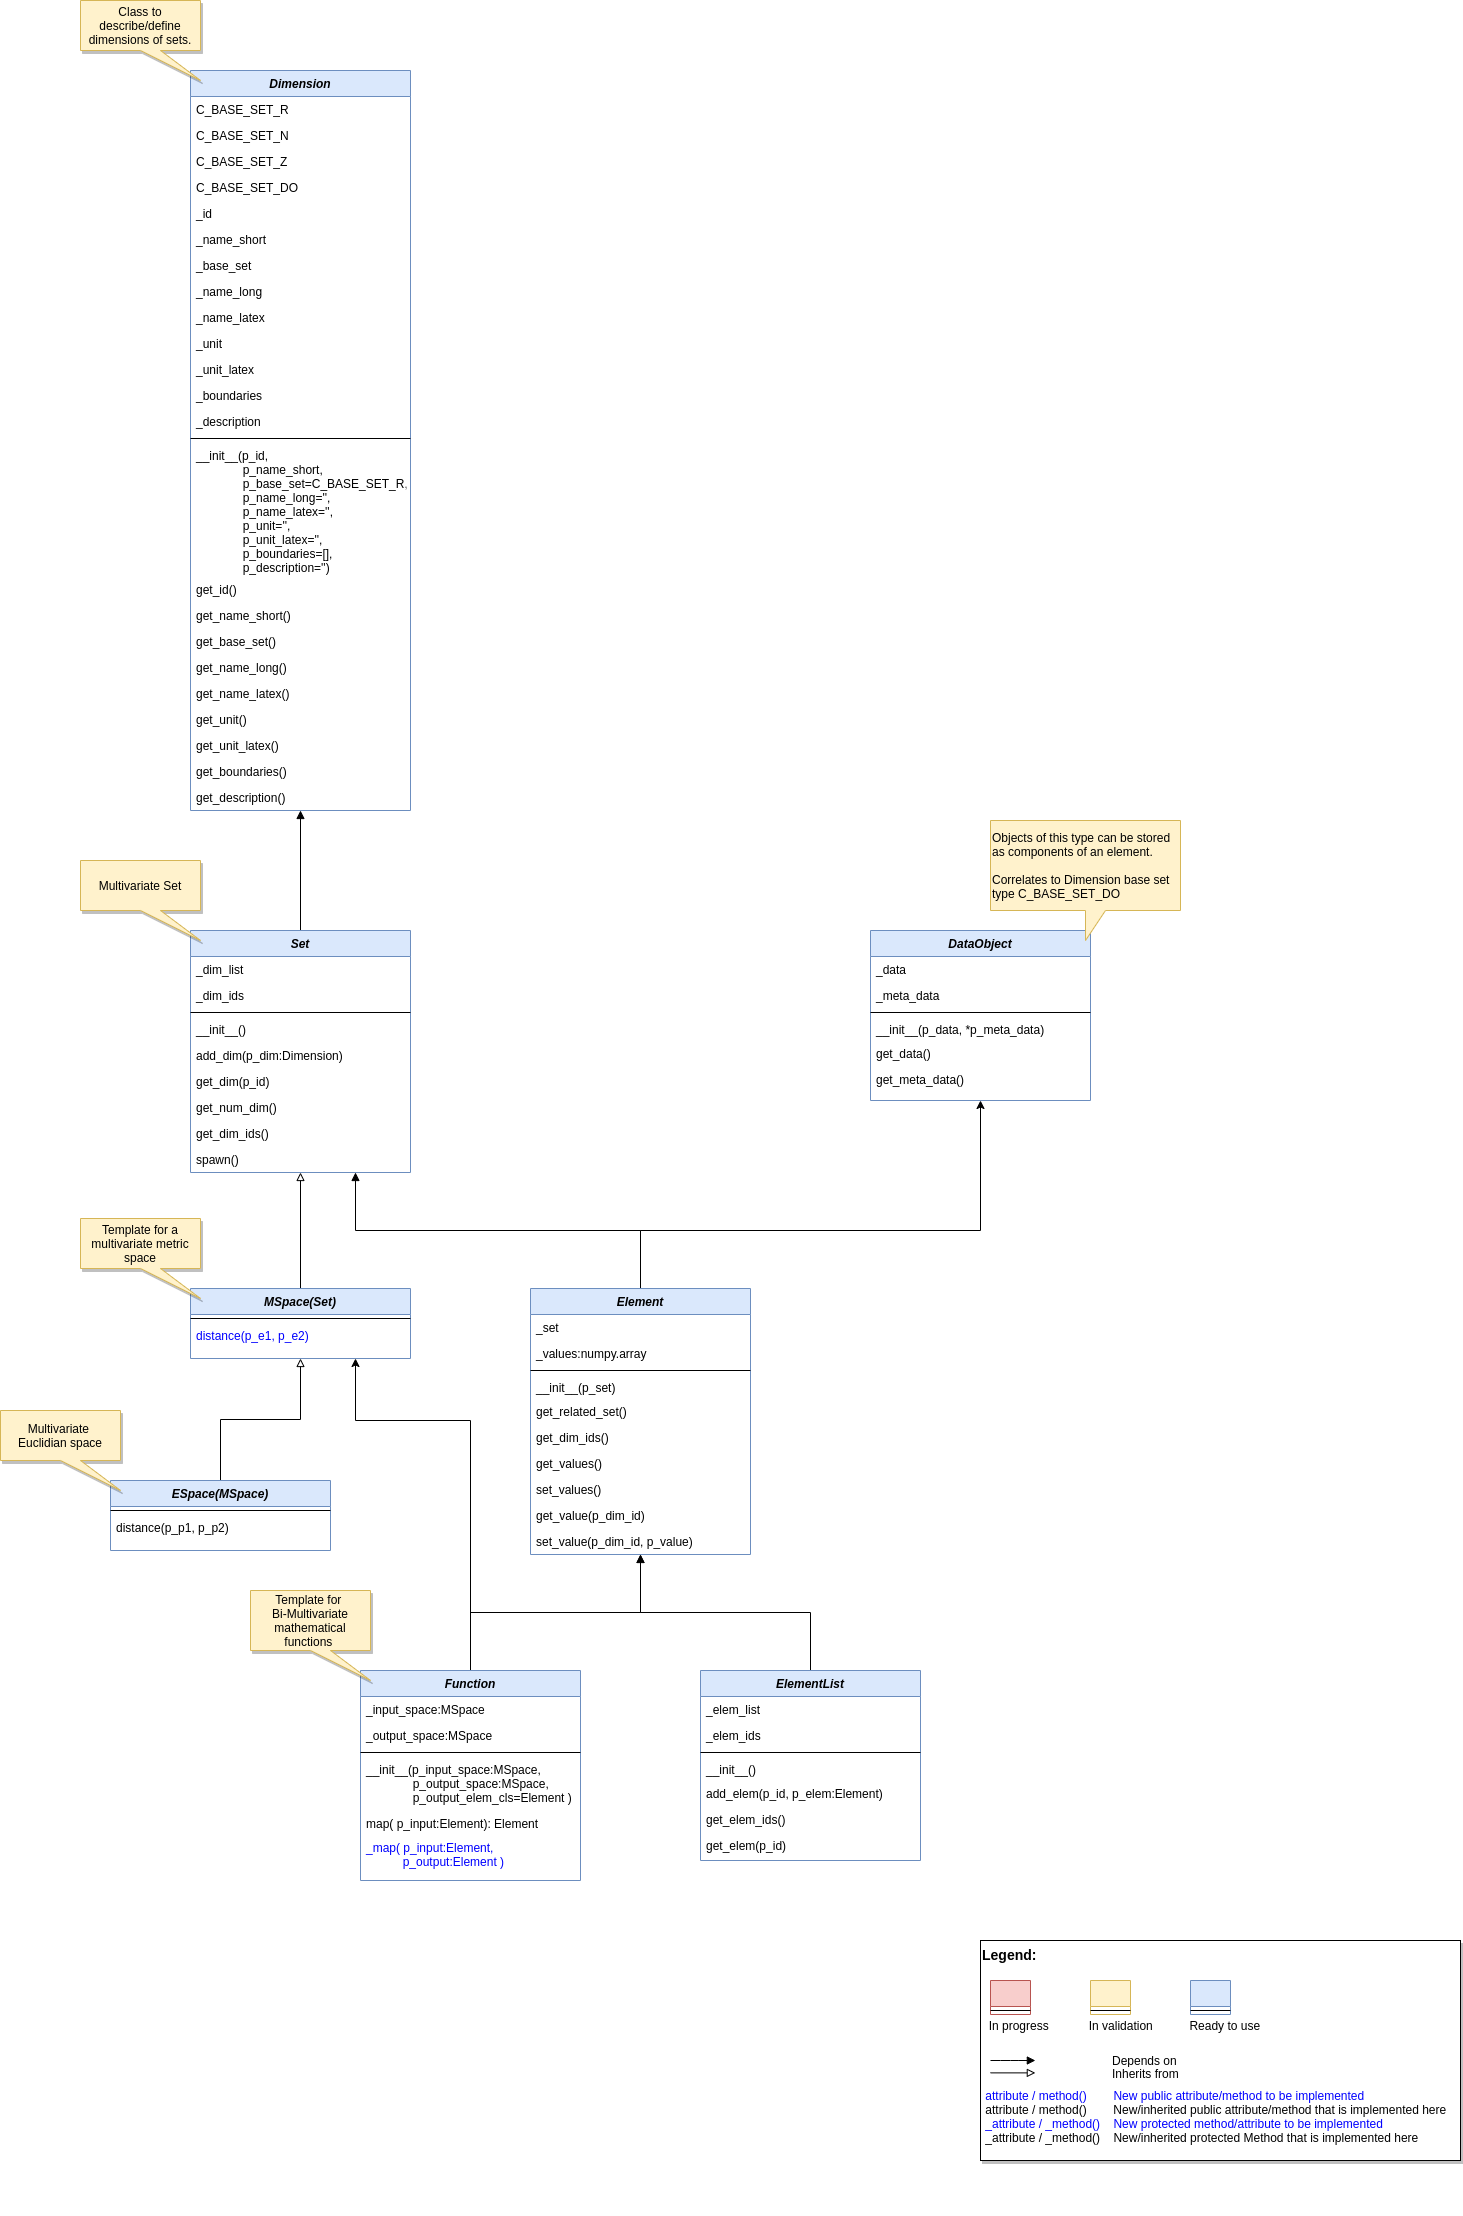 Class to
describe/define
dimensions of sets.
Dimension
C_BASE_SET_R
C_BASE_SET_N
C_BASE_SET_Z
C_BASE_SET_DO
_id
_name_short
_base_set
_name_long
_name_latex
_unit
_unit_latex
_boundaries
_description
__init__(p_id,
p_name_short,
p_base_set=C_BASE_SET_R,
p_name_long='',
p_name_latex='',
p_unit='',
p_unit_latex='',
p_boundaries=[],
p_description='')
get_id()
get_name_short()
get_base_set()
get_name_long()
get_name_latex()
get_unit()
get_unit_latex()
get_boundaries()
get_description()
Multivariate Set
Set
_dim_list
_dim_ids
__init__()
add_dim(p_dim:Dimension)
get_dim(p_id)
get_num_dim()
get_dim_ids()
spawn()
Objects of this type can be stored
as components of an element.
Correlates to Dimension base set
type C_BASE_SET_DO
DataObject
_data
_meta_data
__init__(p_data, *p_meta_data)
get_data()
get_meta_data()
Template for a
multivariate metric
space
MSpace(Set)
distance(p_e1, p_e2)
Element
_set
_values:numpy.array
__init__(p_set)
get_related_set()
get_dim_ids()
get_values()
set_values()
get_value(p_dim_id)
set_value(p_dim_id, p_value)
Multivariate
Euclidian space
ESpace(MSpace)
distance(p_p1, p_p2)
Template for
Bi-Multivariate
mathematical
functions
Function
_input_space:MSpace
_output_space:MSpace
__init__(p_input_space:MSpace,
p_output_space:MSpace,
p_output_elem_cls=Element )
map( p_input:Element): Element
_map( p_input:Element,
p_output:Element )
ElementList
_elem_list
_elem_ids
__init__()
add_elem(p_id, p_elem:Element)
get_elem_ids()
get_elem(p_id)
Legend:
In progress In validation Ready to use
Depends on
Inherits from
attribute / method() New public attribute/method to be implemented
attribute / method() New/inherited public attribute/method that is implemented here
_attribute / _method() New protected method/attribute to be implemented
_attribute / _method() New/inherited protected Method that is implemented here